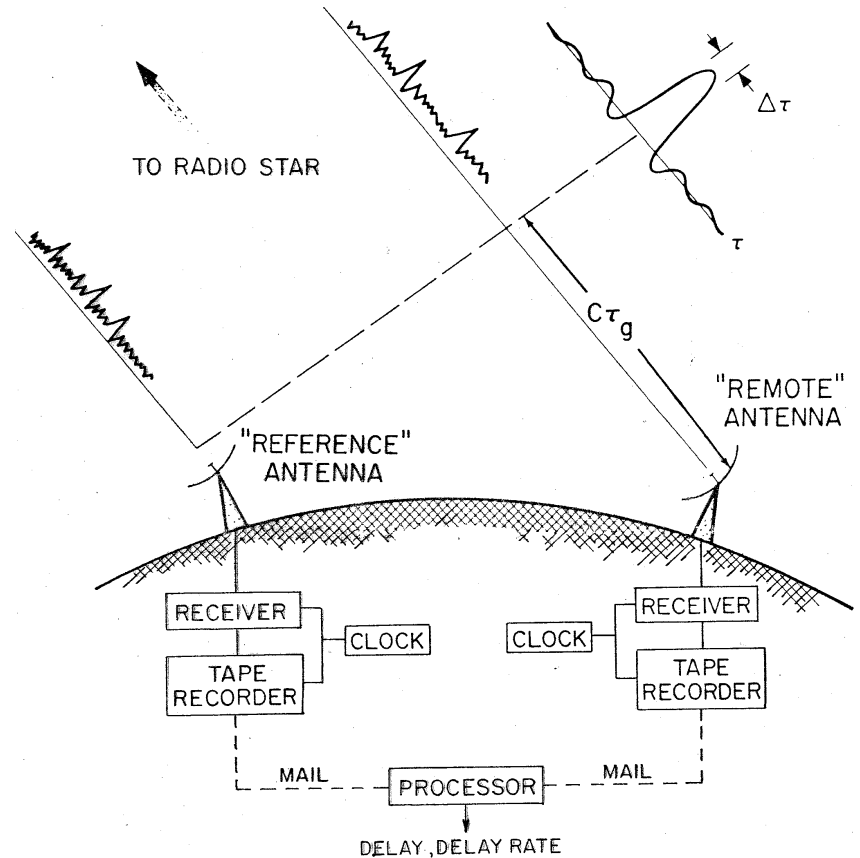 Δτ
TO RADIO STAR
τ
Cτg
"REMOTE"
ANTENNA
"REFERENCE"
ANTENNA
RECEIVER
CLOCK
TAPE
RECORDER
RECEIVER
CLOCK
TAPE
RECORDER
MAIL
PROCESSOR
MAIL
DELAY, DELAY RATE